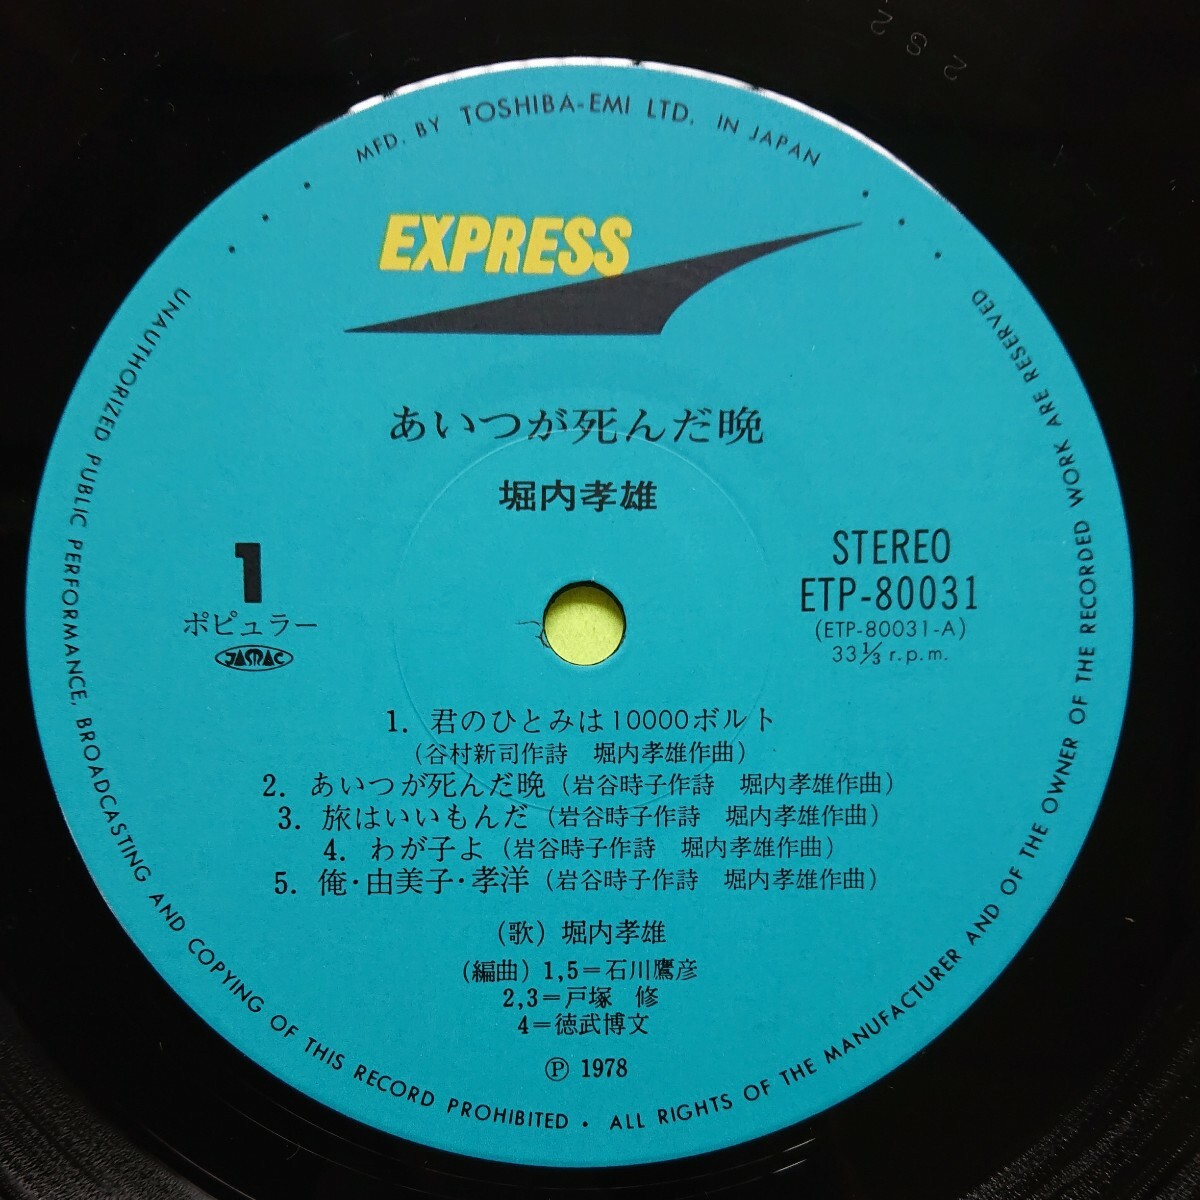 2S2
MFD. BY TOSHIBA-EMI LTD. IN JAPAN
EXPRESS
あいつが死んだ晩
堀内孝雄
1
ポピュラー
JASRAC
STEREO
ETP-80031
(ETP-80031-A)
33⅓ r.p.m.
1. 君のひとみは10000ボルト
(谷村新司作詩 堀内孝雄作曲)
2. あいつが死んだ晩(岩谷時子作詩 堀内孝雄作曲)
3. 旅はいいもんだ(岩谷時子作詩 堀内孝雄作曲)
4. わが子よ(岩谷時子作詩 堀内孝雄作曲)
5. 俺・由美子・孝洋(岩谷時子作詩 堀内孝雄作曲)
(歌)堀内孝雄
(編曲)1,5=石川鷹彦
2,3=戸塚 修
4=徳武博文
Ⓟ 1978
UNAUTHORIZED PUBLIC PERFORMANCE, BROADCASTING AND COPYING OF THIS RECORD PROHIBITED · ALL RIGHTS OF THE MANUFACTURER AND OF THE OWNER OF THE RECORDED WORK ARE RESERVED